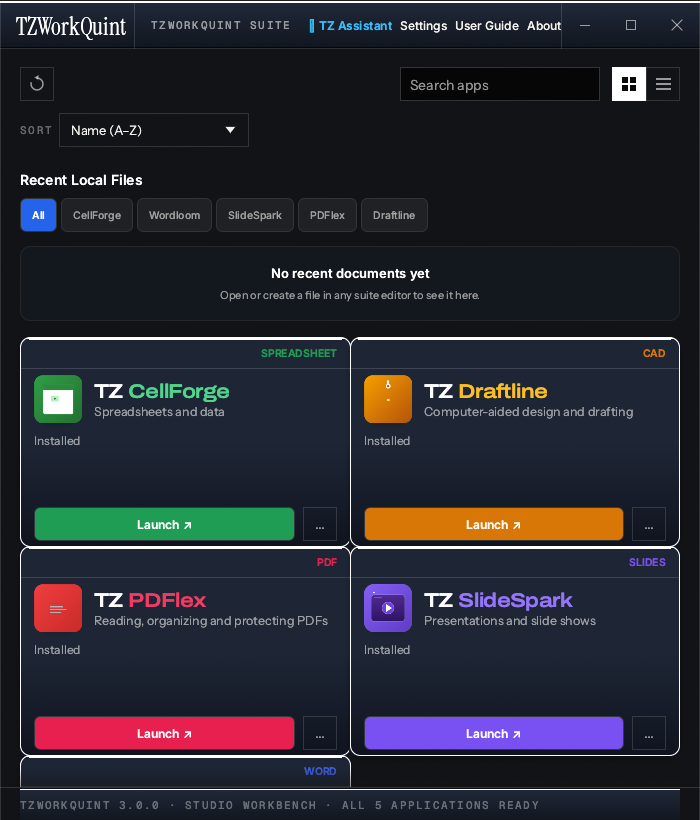 TZWorkQuint TZWORKQUINT SUITE TZ Assistant Settings User Guide About
Search apps
SORT Name (A–Z)
Recent Local Files
All CellForge Wordloom SlideSpark PDFlex Draftline
No recent documents yet
Open or create a file in any suite editor to see it here.
SPREADSHEET
TZ CellForge
Spreadsheets and data
Installed
Launch ↗ ...
CAD
TZ Draftline
Computer-aided design and drafting
Installed
Launch ↗ ...
PDF
TZ PDFlex
Reading, organizing and protecting PDFs
Installed
Launch ↗ ...
SLIDES
TZ SlideSpark
Presentations and slide shows
Installed
Launch ↗ ...
WORD
TZWORKQUINT 3.0.0 · STUDIO WORKBENCH · ALL 5 APPLICATIONS READY